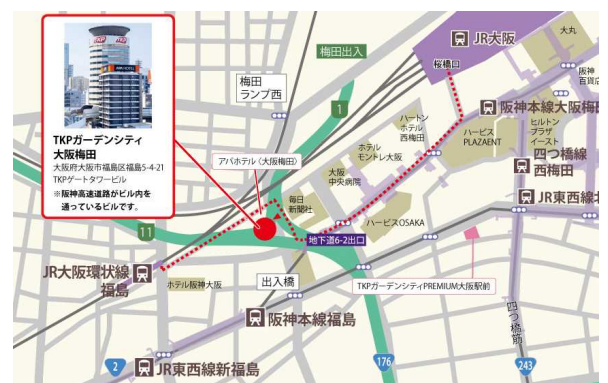 TKP
APA HOTEL
TKPガーデンシティ
大阪梅田
大阪府大阪市福島区福島5-4-21
TKPゲートタワービル
※阪神高速道路がビル内を
通っているビルです。
梅田出入
JR大阪
大丸
桜橋口
阪神
百貨店
梅田
ランプ西
1
阪神本線大阪梅
ハートン
ホテル
西梅田
ハービス
PLAZAENT
ヒルトン
プラザ
イースト
四つ橋線
西梅田
アパホテル〈大阪梅田〉
ホテル
モントレ大阪
大阪
中央病院
JR東西線北
毎日
新聞社
ハービスOSAKA
11
地下道6-2出口
JR大阪環状線
福島
ホテル阪神大阪
出入橋
TKPガーデンシティPREMIUM大阪駅前
阪神本線福島
四つ橋筋
2
JR東西線新福島
176
243